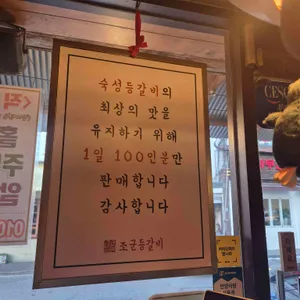 숙성등갈비의
최상의 맛을
유지하기 위해
1일 100인분만
판매합니다
감사합니다
조군등갈비
CESCO
010